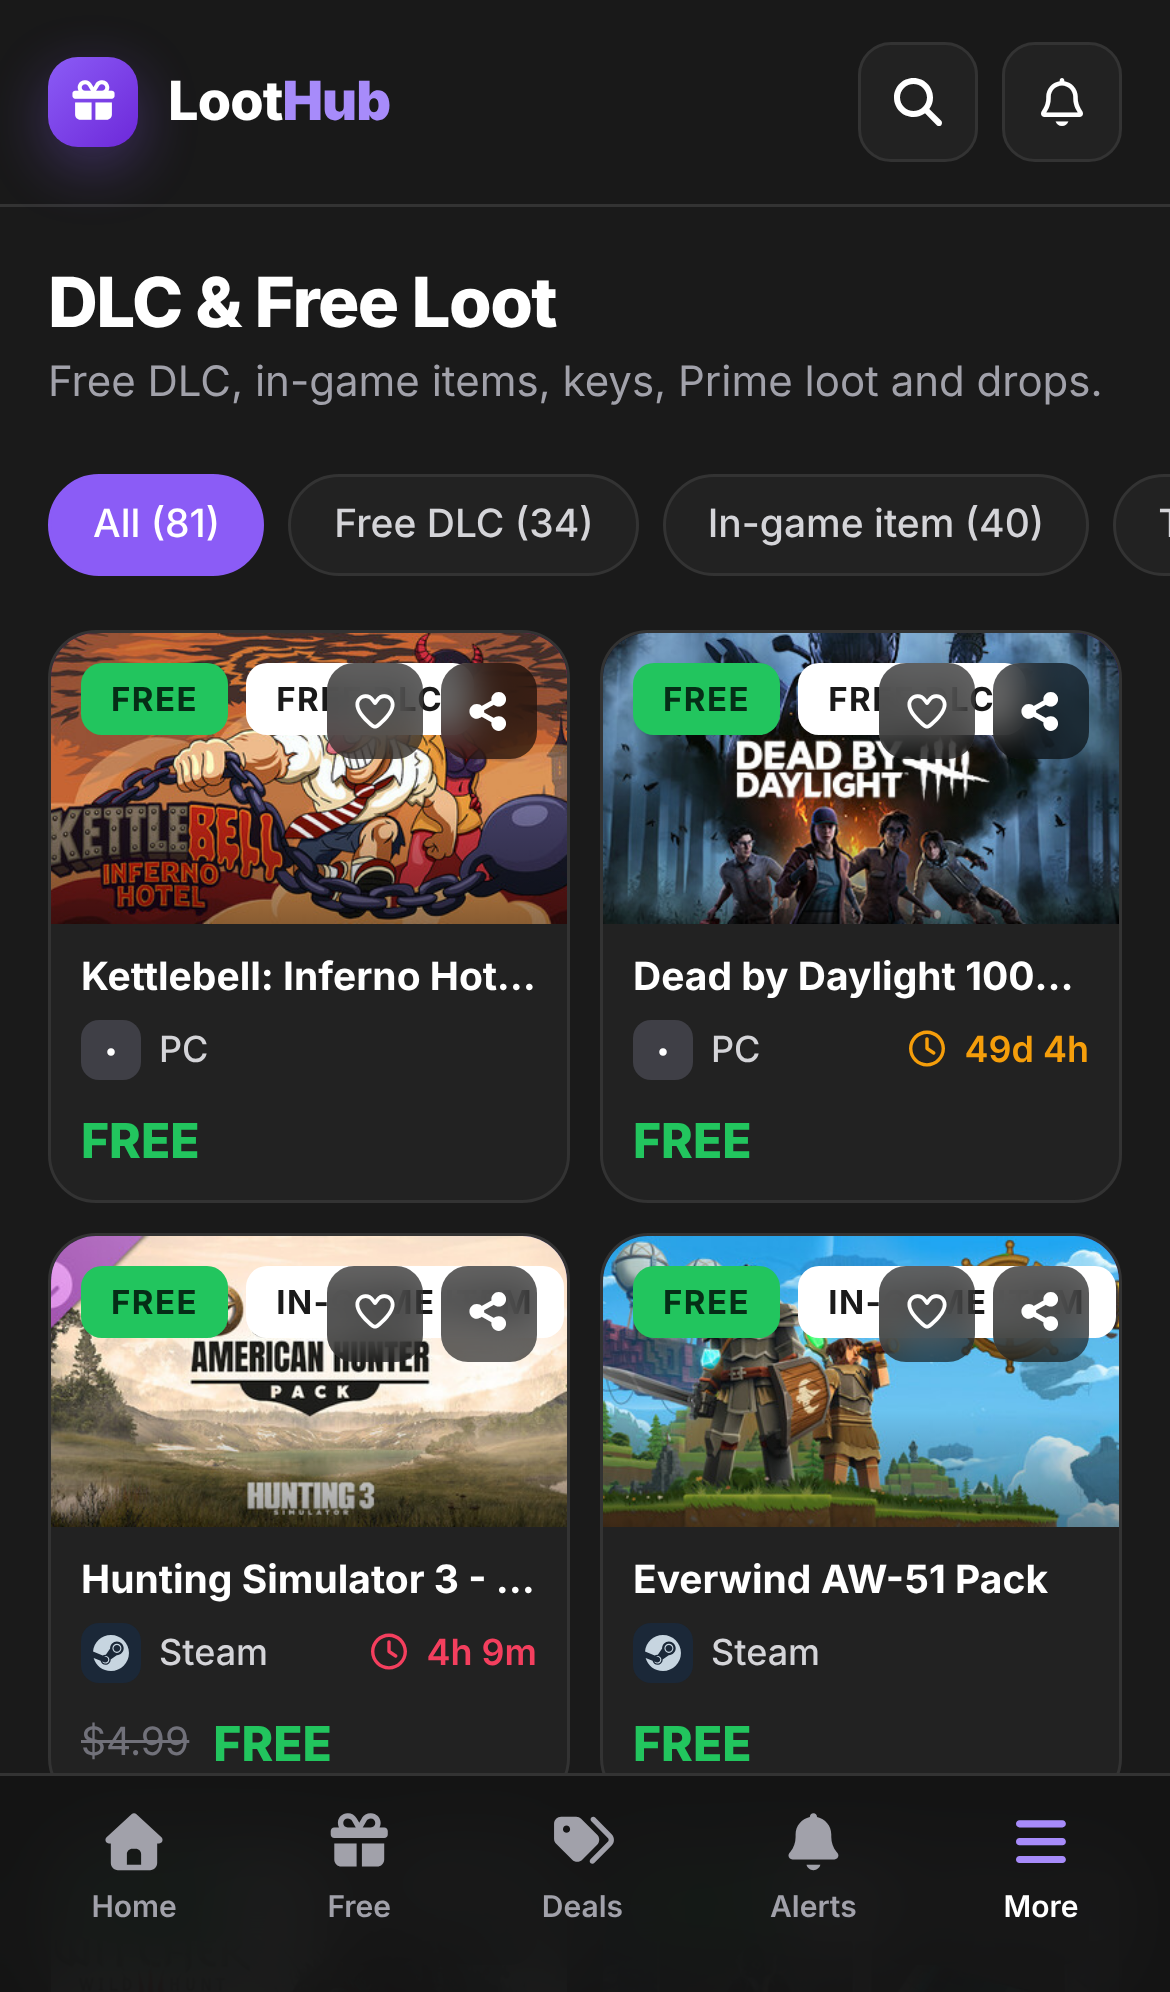 LootHub
DLC & Free Loot
Free DLC, in-game items, keys, Prime loot and drops.
All (81)
Free DLC (34)
In-game item (40)
T
FREE
FREE
KETTLEBELL
INFERNO
HOTEL
DEAD BY
DAYLIGHT
Kettlebell: Inferno Hot...
Dead by Daylight 100...
PC
PC
49d 4h
FREE
FREE
FREE
FREE
AMERICAN HUNTER
PACK
HUNTING 3
SIMULATOR
Hunting Simulator 3 - ...
Everwind AW-51 Pack
Steam
4h 9m
Steam
$4.99 FREE
FREE
Home
Free
Deals
Alerts
More